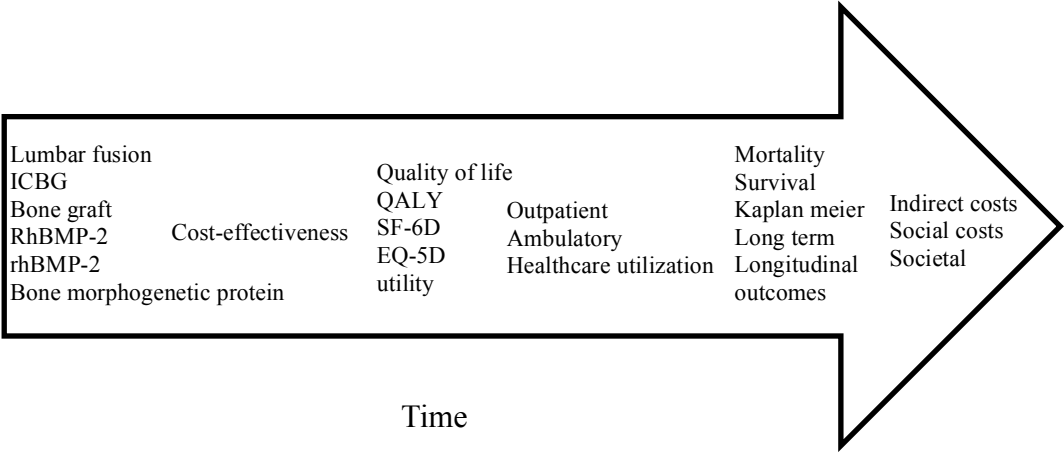 Lumbar fusion
ICBG
Bone graft
RhBMP-2
rhBMP-2
Bone morphogenetic protein
Cost-effectiveness
Quality of life
QALY
SF-6D
EQ-5D
utility
Outpatient
Ambulatory
Healthcare utilization
Mortality
Survival
Kaplan meier
Long term
Longitudinal
outcomes
Indirect costs
Social costs
Societal
Time